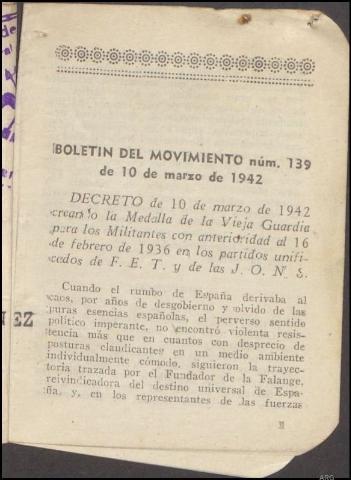 BOLETIN DEL MOVIMIENTO núm. 139
de 10 de marzo de 1942
DECRETO de 10 de marzo de 1942
creando la Medalla de la Vieja Guardia
para los Militantes con anterioridad al 16
de febrero de 1936 en los partidos unifi-
cados de F. E. T. y de las J. O. N. S.
Cuando el rumbo de España derivaba al
caos, por años de desgobierno y olvido de las
puras esencias españolas, el perverso sentido
político imperante, no encontró violenta resis-
tencia más que en cuantos con desprecio de
posturas claudicantes en un medio ambiente
individualmente cómodo, siguieron la trayec-
toria trazada por el Fundador de la Falange,
reivindicadora del destino universal de Espa-
ña, y, en los representantes de las fuerzas
II
NEZ
ARG